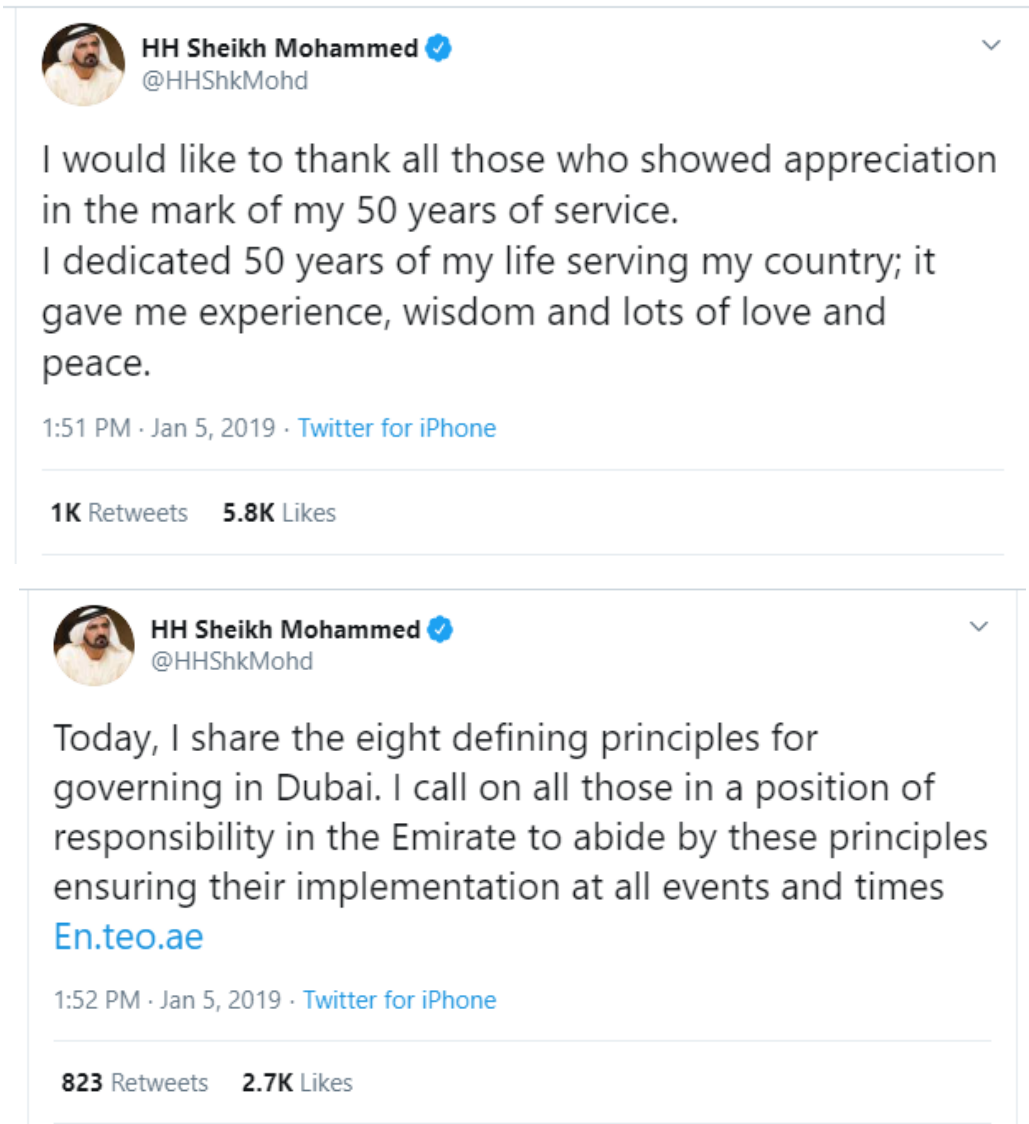 HH Sheikh Mohammed
@HHShkMohd
I would like to thank all those who showed appreciation
in the mark of my 50 years of service.
I dedicated 50 years of my life serving my country; it
gave me experience, wisdom and lots of love and
peace.
1:51 PM · Jan 5, 2019 · Twitter for iPhone
1K Retweets 5.8K Likes
HH Sheikh Mohammed
@HHShkMohd
Today, I share the eight defining principles for
governing in Dubai. I call on all those in a position of
responsibility in the Emirate to abide by these principles
ensuring their implementation at all events and times
En.teo.ae
1:52 PM · Jan 5, 2019 · Twitter for iPhone
823 Retweets 2.7K Likes